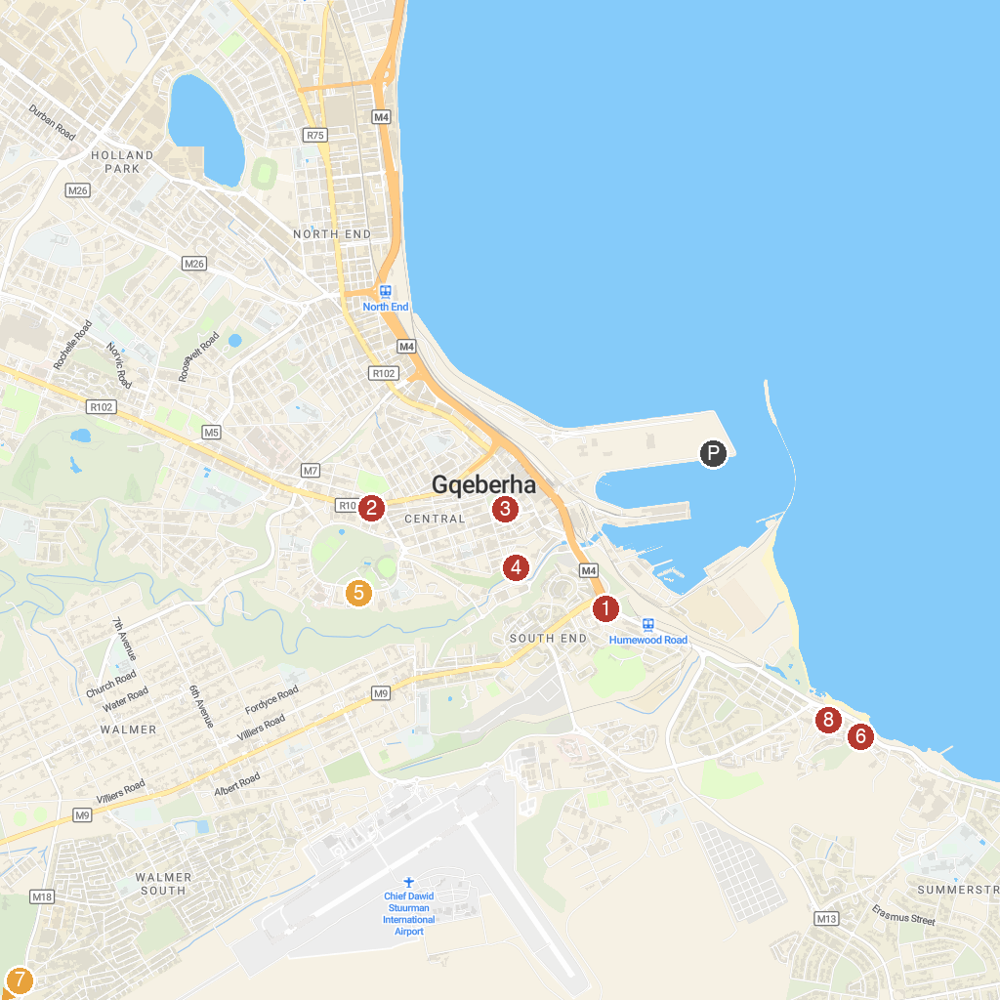 M4
R75
Durban Road
HOLLAND
PARK
M26
NORTH END
M26
North End
Rochelle Road
Norvic Road
Roosevelt Road
M4
R102
R102
M5
M7
P
Gqeberha
R10
2
3
CENTRAL
4
M4
5
1
SOUTH END
Humewood Road
7th Avenue
Church Road
Water Road
6th Avenue
Fordyce Road
M9
WALMER
Villiers Road
8
6
Villiers Road
Albert Road
M9
WALMER
SOUTH
M18
Chief Dawid
Stuurman
International
Airport
SUMMERSTR
M13
Erasmus Street
7